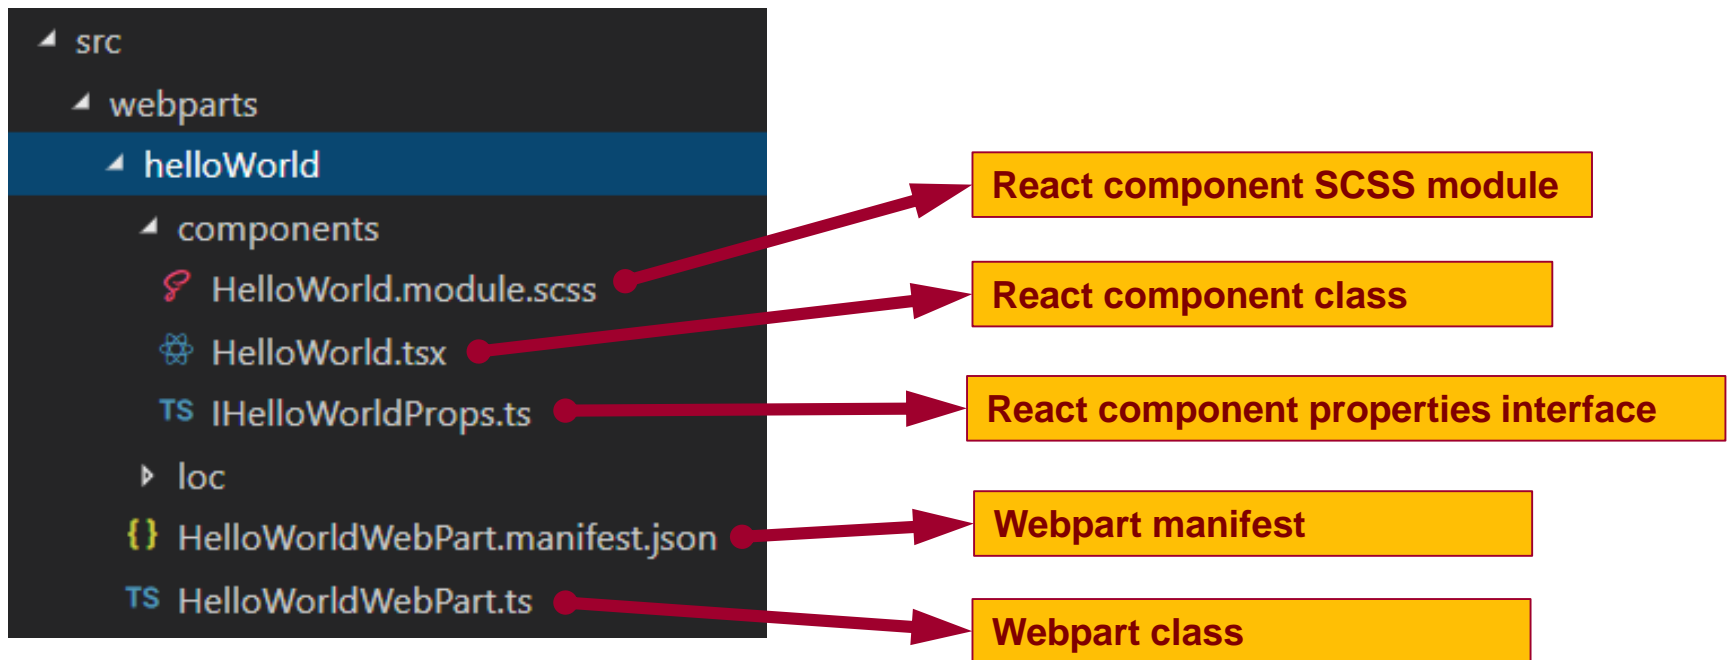 src
webparts
helloWorld
components
HelloWorld.module.scss
HelloWorld.tsx
TS IHelloWorldProps.ts
loc
{} HelloWorldWebPart.manifest.json
TS HelloWorldWebPart.ts
React component SCSS module
React component class
React component properties interface
Webpart manifest
Webpart class